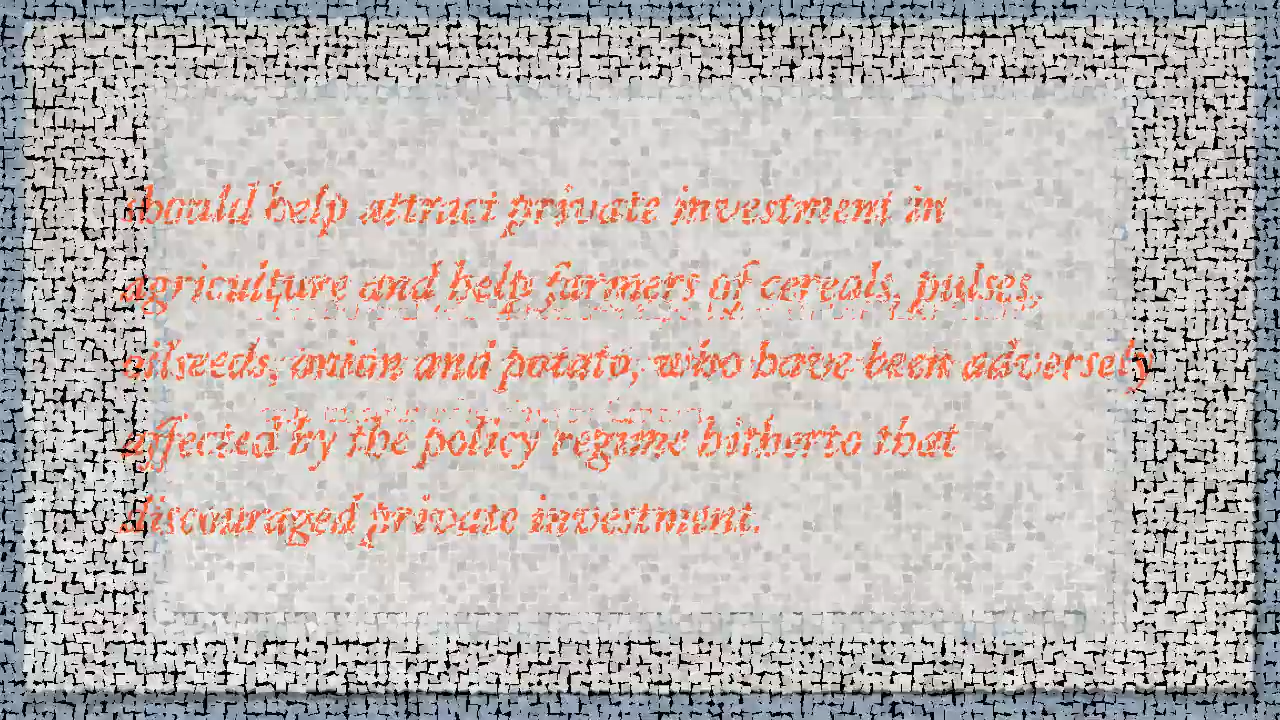 should help attract private investment in
agriculture and help farmers of cereals, pulses,
oilseeds, onion and potato, who have been adversely
affected by the policy regime hitherto that
discouraged private investment.